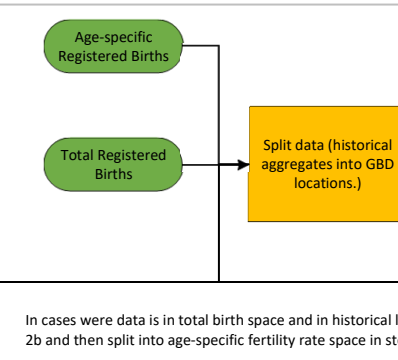 Age-specific
Registered Births
Total Registered
Births
Split data (historical
aggregates into GBD
locations.)
In cases were data is in total birth space and in historical
2b and then split into age-specific fertility rate space in